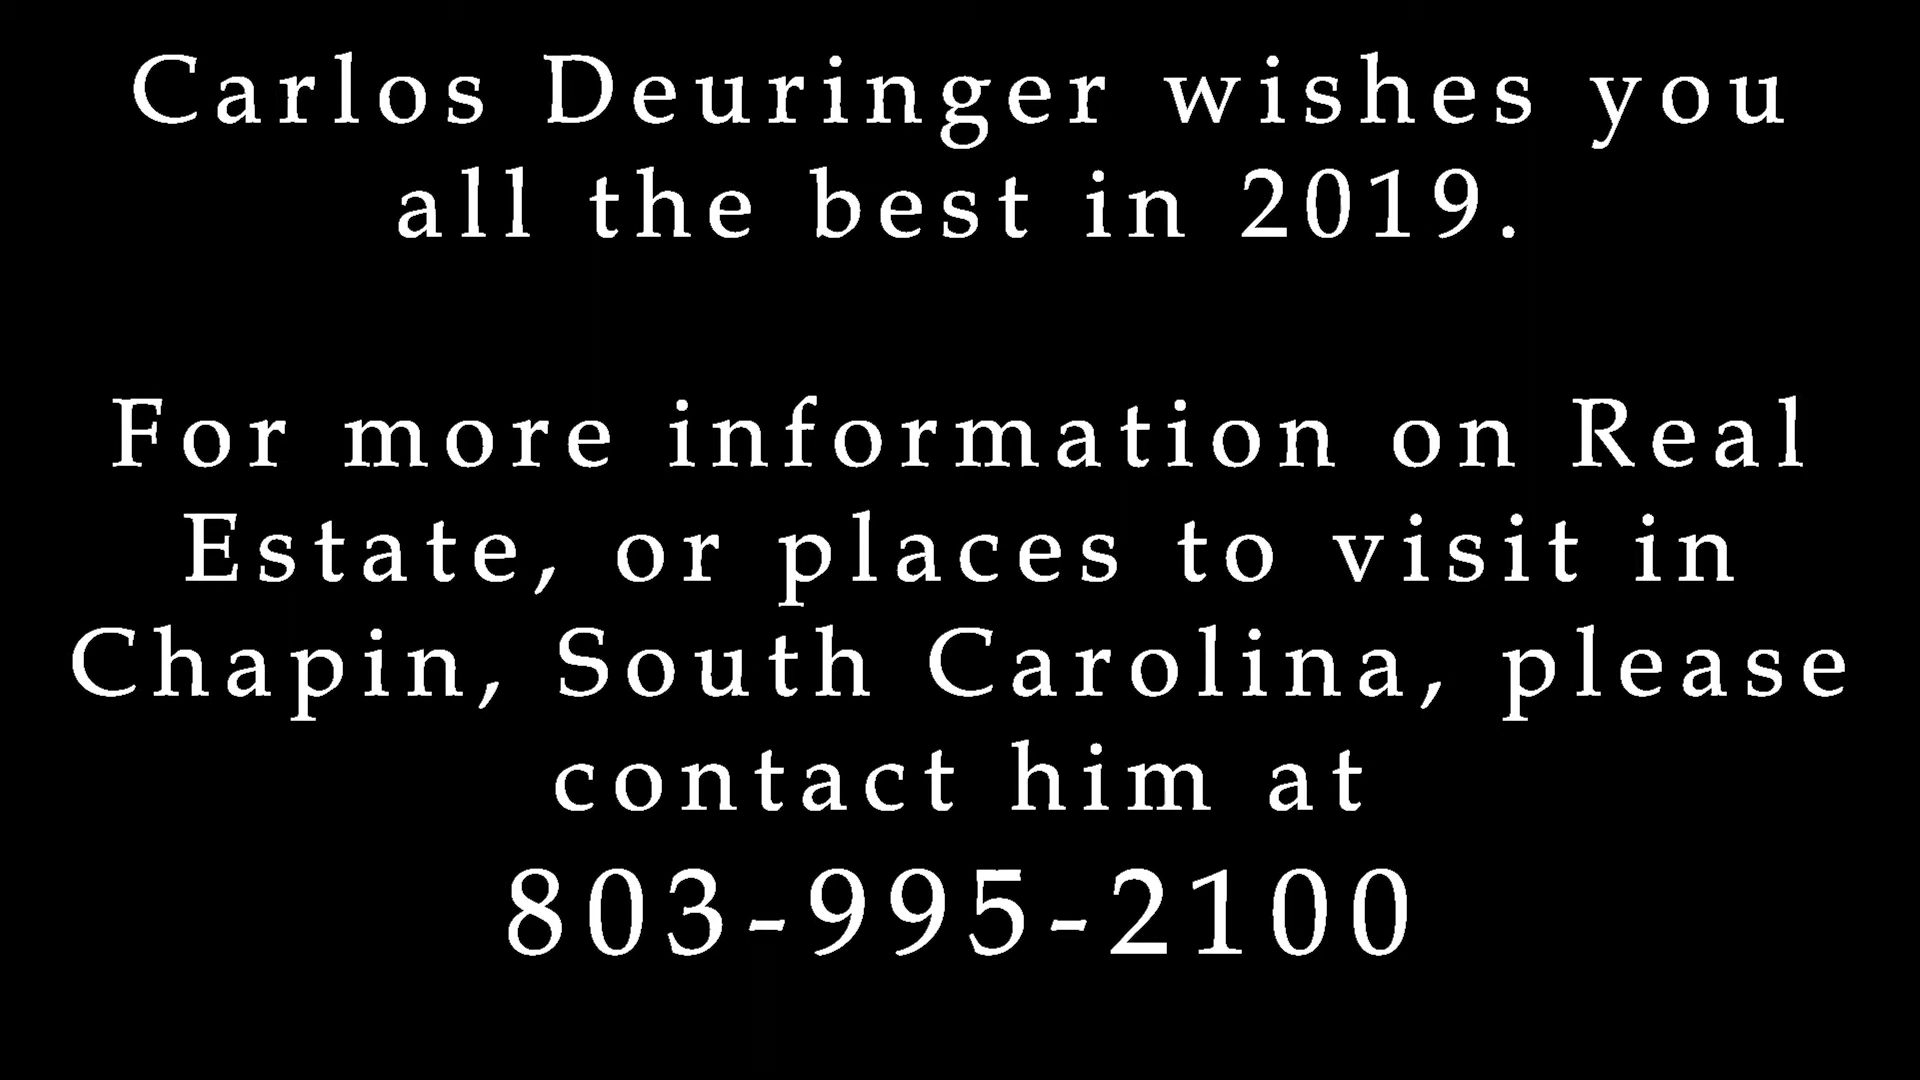 Carlos Deuringer wishes you
all the best in 2019.
For more information on Real
Estate, or places to visit in
Chapin, South Carolina, please
contact him at
803-995-2100